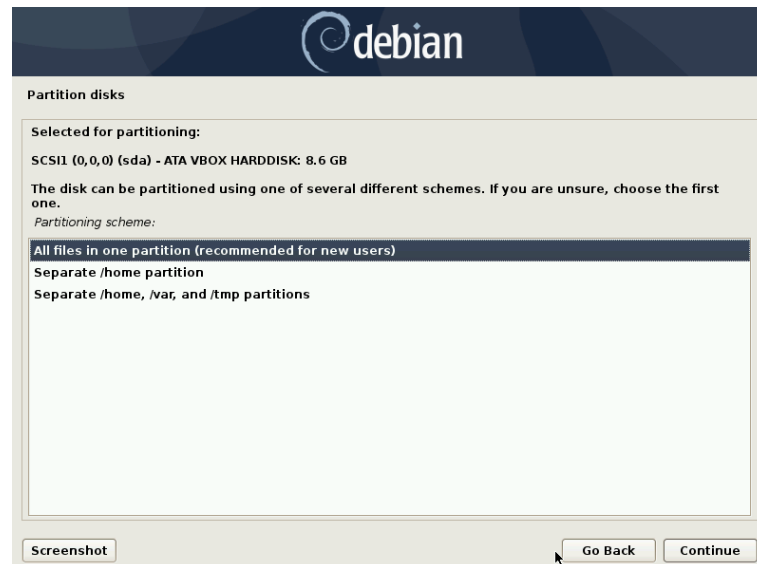 debian
Partition disks
Selected for partitioning:
SCSI1 (0,0,0) (sda) - ATA VBOX HARDDISK: 8.6 GB
The disk can be partitioned using one of several different schemes. If you are unsure, choose the first
one.
Partitioning scheme:
All files in one partition (recommended for new users)
Separate /home partition
Separate /home, /var, and /tmp partitions
Screenshot
Go Back
Continue